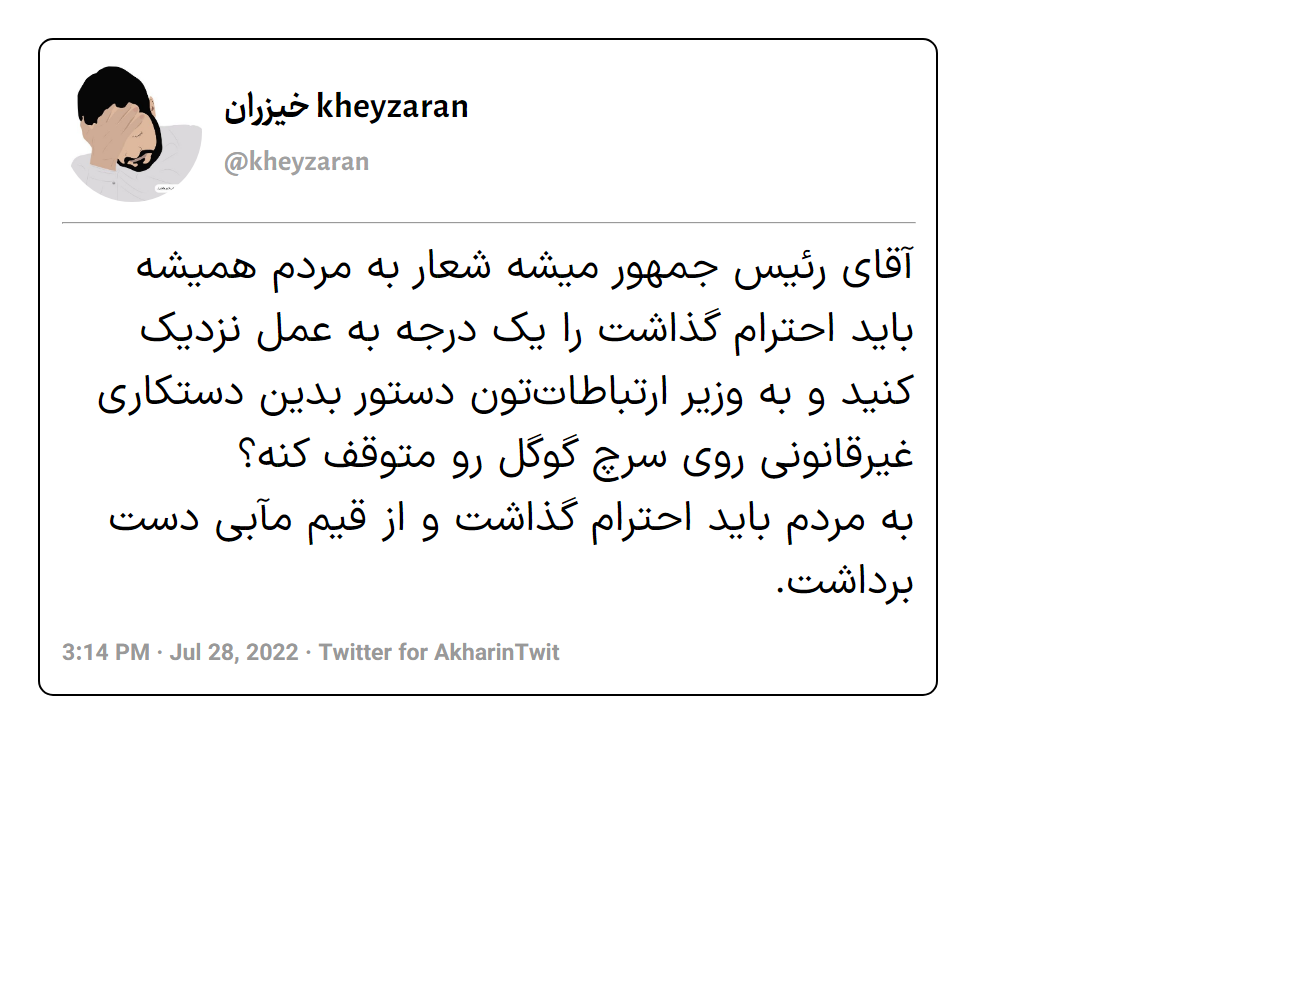 خیزران kheyzaran
@kheyzaran
آقای رئیس جمهور میشه شعار به مردم همیشه
باید احترام گذاشت را یک درجه به عمل نزدیک
کنید و به وزیر ارتباطات‌تون دستور بدین دستکاری
غیرقانونی روی سرچ گوگل رو متوقف کنه؟
به مردم باید احترام گذاشت و از قیم مآبی دست
برداشت.
3:14 PM · Jul 28, 2022 · Twitter for AkharinTwit